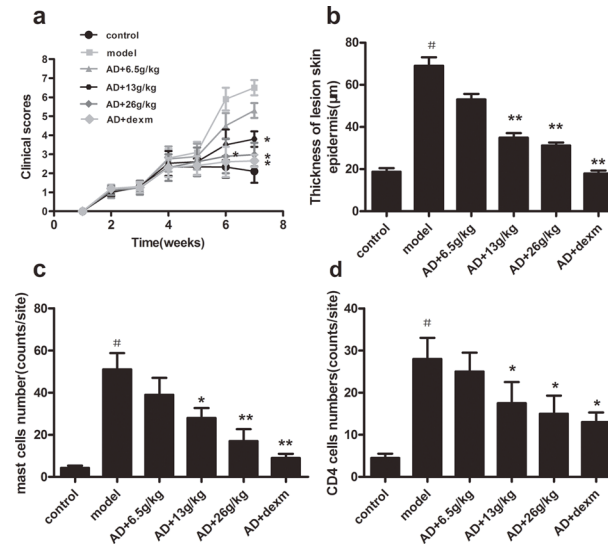 a
control
model
AD+6.5g/kg
AD+13g/kg
AD+26g/kg
AD+dexm
Clinical scores
8
7
6
5
4
3
2
1
0
0 2 4 6 8
Time(weeks)
*
*
*
*
b
Thickness of lesion skin
epidermis(μm)
80
60
40
20
0
#
**
**
**
control
model
AD+6.5g/kg
AD+13g/kg
AD+26g/kg
AD+dexm
c
mast cells number(counts/site)
80
60
40
20
0
#
*
**
**
control
model
AD+6.5g/kg
AD+13g/kg
AD+26g/kg
AD+dexm
d
CD4 cells numbers(counts/site)
40
30
20
10
0
#
*
*
*
control
model
AD+6.5g/kg
AD+13g/kg
AD+26g/kg
AD+dexm